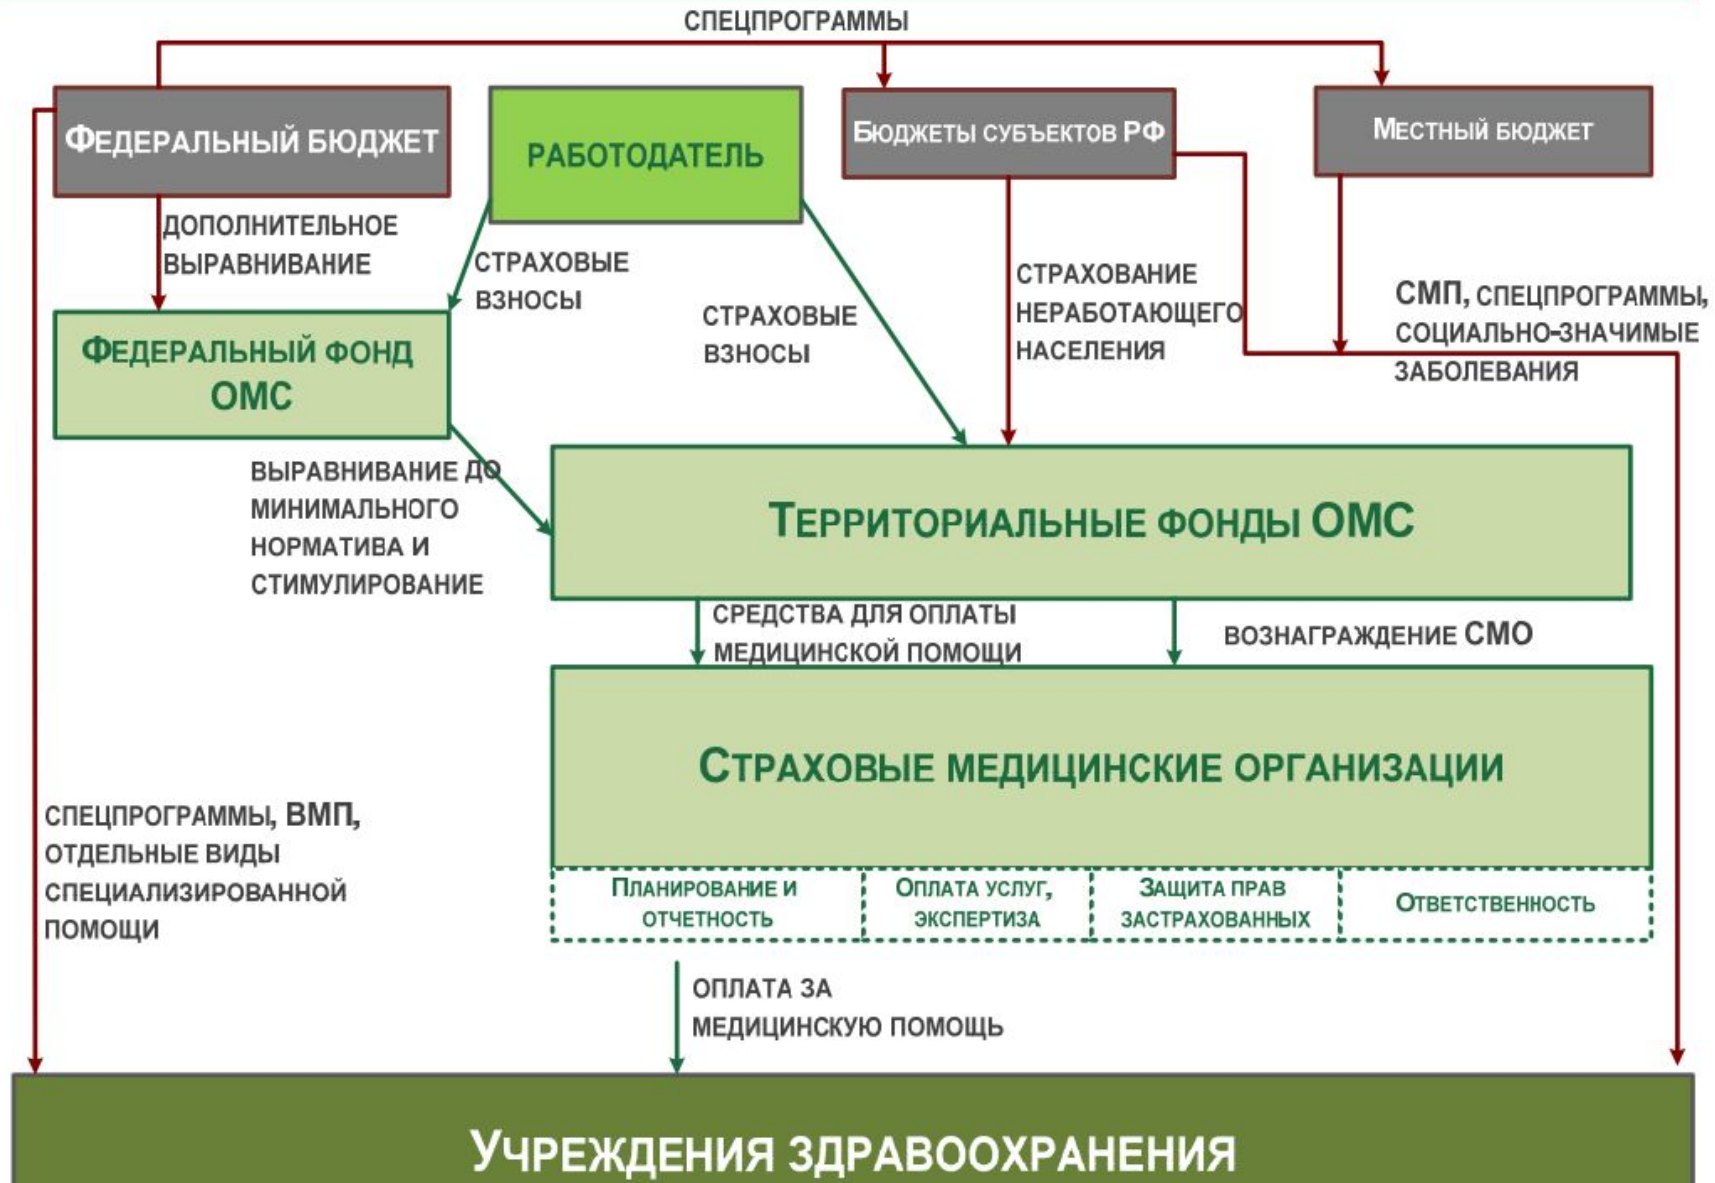 СПЕЦПРОГРАММЫ
ФЕДЕРАЛЬНЫЙ БЮДЖЕТ
РАБОТОДАТЕЛЬ
БЮДЖЕТЫ СУБЪЕКТОВ РФ
МЕСТНЫЙ БЮДЖЕТ
ДОПОЛНИТЕЛЬНОЕ
ВЫРАВНИВАНИЕ
СТРАХОВЫЕ
ВЗНОСЫ
СТРАХОВЫЕ
ВЗНОСЫ
СТРАХОВАНИЕ
НЕРАБОТАЮЩЕГО
НАСЕЛЕНИЯ
СМП, СПЕЦПРОГРАММЫ,
СОЦИАЛЬНО-ЗНАЧИМЫЕ
ЗАБОЛЕВАНИЯ
ФЕДЕРАЛЬНЫЙ ФОНД
ОМС
ВЫРАВНИВАНИЕ ДО
МИНИМАЛЬНОГО
НОРМАТИВА И
СТИМУЛИРОВАНИЕ
ТЕРРИТОРИАЛЬНЫЕ ФОНДЫ ОМС
СРЕДСТВА ДЛЯ ОПЛАТЫ
МЕДИЦИНСКОЙ ПОМОЩИ
ВОЗНАГРАЖДЕНИЕ СМО
СТРАХОВЫЕ МЕДИЦИНСКИЕ ОРГАНИЗАЦИИ
СПЕЦПРОГРАММЫ, ВМП,
ОТДЕЛЬНЫЕ ВИДЫ
СПЕЦИАЛИЗИРОВАННОЙ
ПОМОЩИ
ПЛАНИРОВАНИЕ И
ОТЧЕТНОСТЬ
ОПЛАТА УСЛУГ,
ЭКСПЕРТИЗА
ЗАЩИТА ПРАВ
ЗАСТРАХОВАННЫХ
ОТВЕТСТВЕННОСТЬ
ОПЛАТА ЗА
МЕДИЦИНСКУЮ ПОМОЩЬ
УЧРЕЖДЕНИЯ ЗДРАВООХРАНЕНИЯ